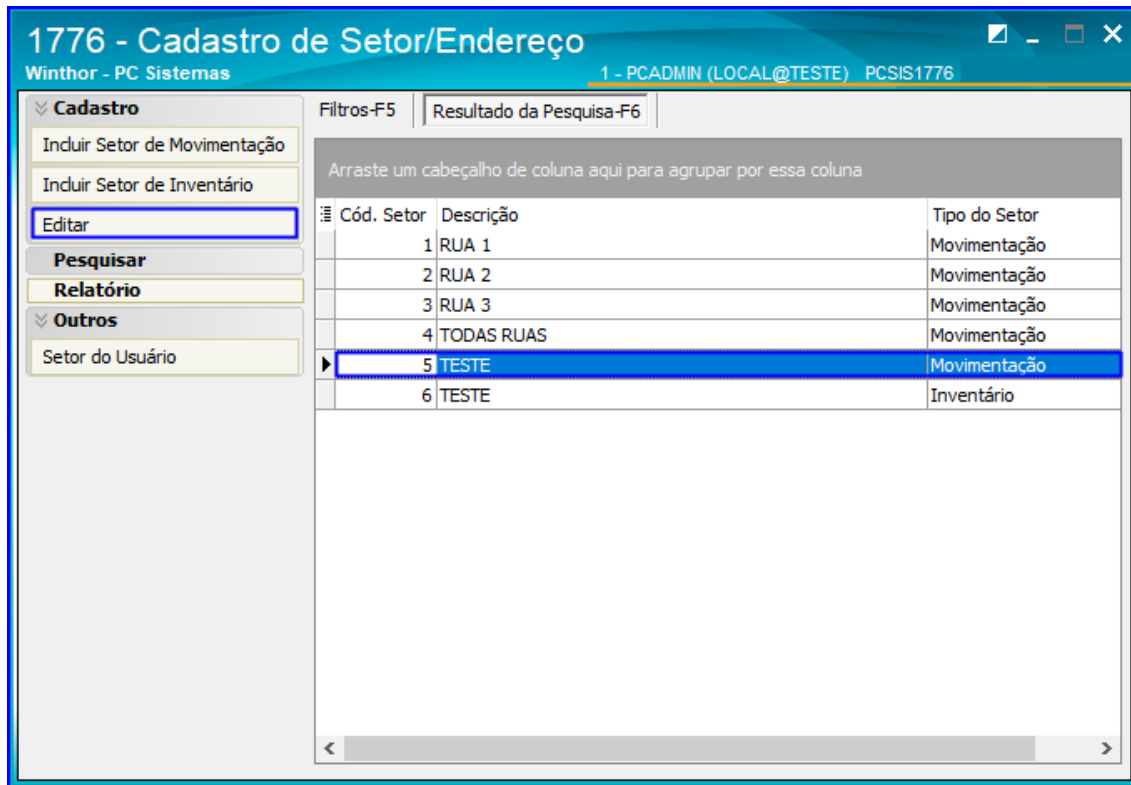 1776 - Cadastro de Setor/Endereço
Winthor - PC Sistemas
1 - PCADMIN (LOCAL@TESTE) PCSIS1776
Cadastro
Incluir Setor de Movimentação
Incluir Setor de Inventário
Editar
Pesquisar
Relatório
Outros
Setor do Usuário
Filtros-F5
Resultado da Pesquisa-F6
Arraste um cabeçalho de coluna aqui para agrupar por essa coluna
Cód. Setor Descrição Tipo do Setor
1 RUA 1 Movimentação
2 RUA 2 Movimentação
3 RUA 3 Movimentação
4 TODAS RUAS Movimentação
5 TESTE Movimentação
6 TESTE Inventário